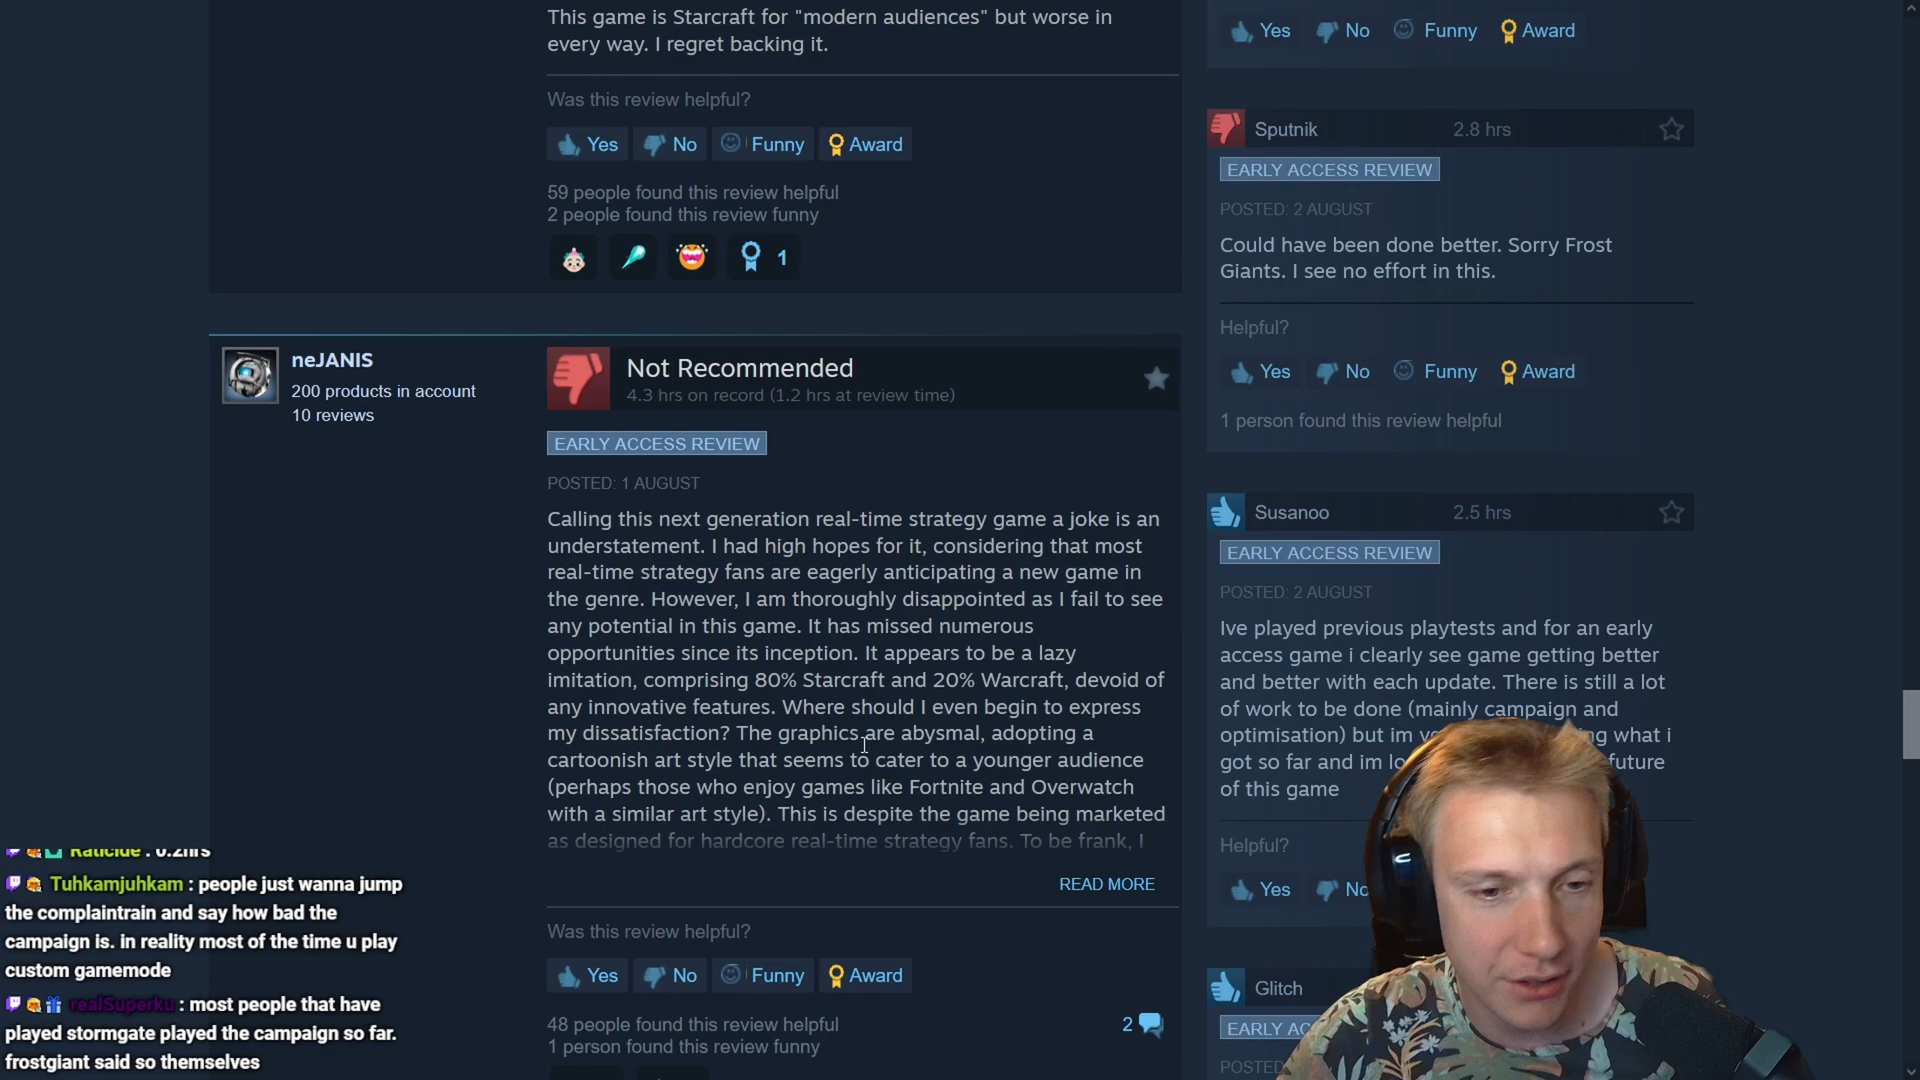 This game is Starcraft for "modern audiences" but worse in
every way. I regret backing it.
Was this review helpful?
Yes No Funny Award
59 people found this review helpful
2 people found this review funny
1
neJANIS
200 products in account
10 reviews
Not Recommended
4.3 hrs on record (1.2 hrs at review time)
EARLY ACCESS REVIEW
POSTED: 1 AUGUST
Calling this next generation real-time strategy game a joke is an
understatement. I had high hopes for it, considering that most
real-time strategy fans are eagerly anticipating a new game in
the genre. However, I am thoroughly disappointed as I fail to see
any potential in this game. It has missed numerous
opportunities since its inception. It appears to be a lazy
imitation, comprising 80% Starcraft and 20% Warcraft, devoid of
any innovative features. Where should I even begin to express
my dissatisfaction? The graphics are abysmal, adopting a
cartoonish art style that seems to cater to a younger audience
(perhaps those who enjoy games like Fortnite and Overwatch
with a similar art style). This is despite the game being marketed
as designed for hardcore real-time strategy fans. To be frank, I
READ MORE
Was this review helpful?
Yes No Funny Award
48 people found this review helpful
1 person found this review funny
2
Yes No Funny Award
Sputnik 2.8 hrs
EARLY ACCESS REVIEW
POSTED: 2 AUGUST
Could have been done better. Sorry Frost
Giants. I see no effort in this.
Helpful?
Yes No Funny Award
1 person found this review helpful
Susanoo 2.5 hrs
EARLY ACCESS REVIEW
POSTED: 2 AUGUST
Ive played previous playtests and for an early
access game i clearly see game getting better
and better with each update. There is still a lot
of work to be done (mainly campaign and
optimisation) but im ng what i
got so far and im future
of this game
Helpful?
Yes No
Glitch
EARLY AC
POSTED
Raticide : 0.2hrs
Tuhkamjuhkam : people just wanna jump
the complaintrain and say how bad the
campaign is. in reality most of the time u play
custom gamemode
realSuperku : most people that have
played stormgate played the campaign so far.
frostgiant said so themselves